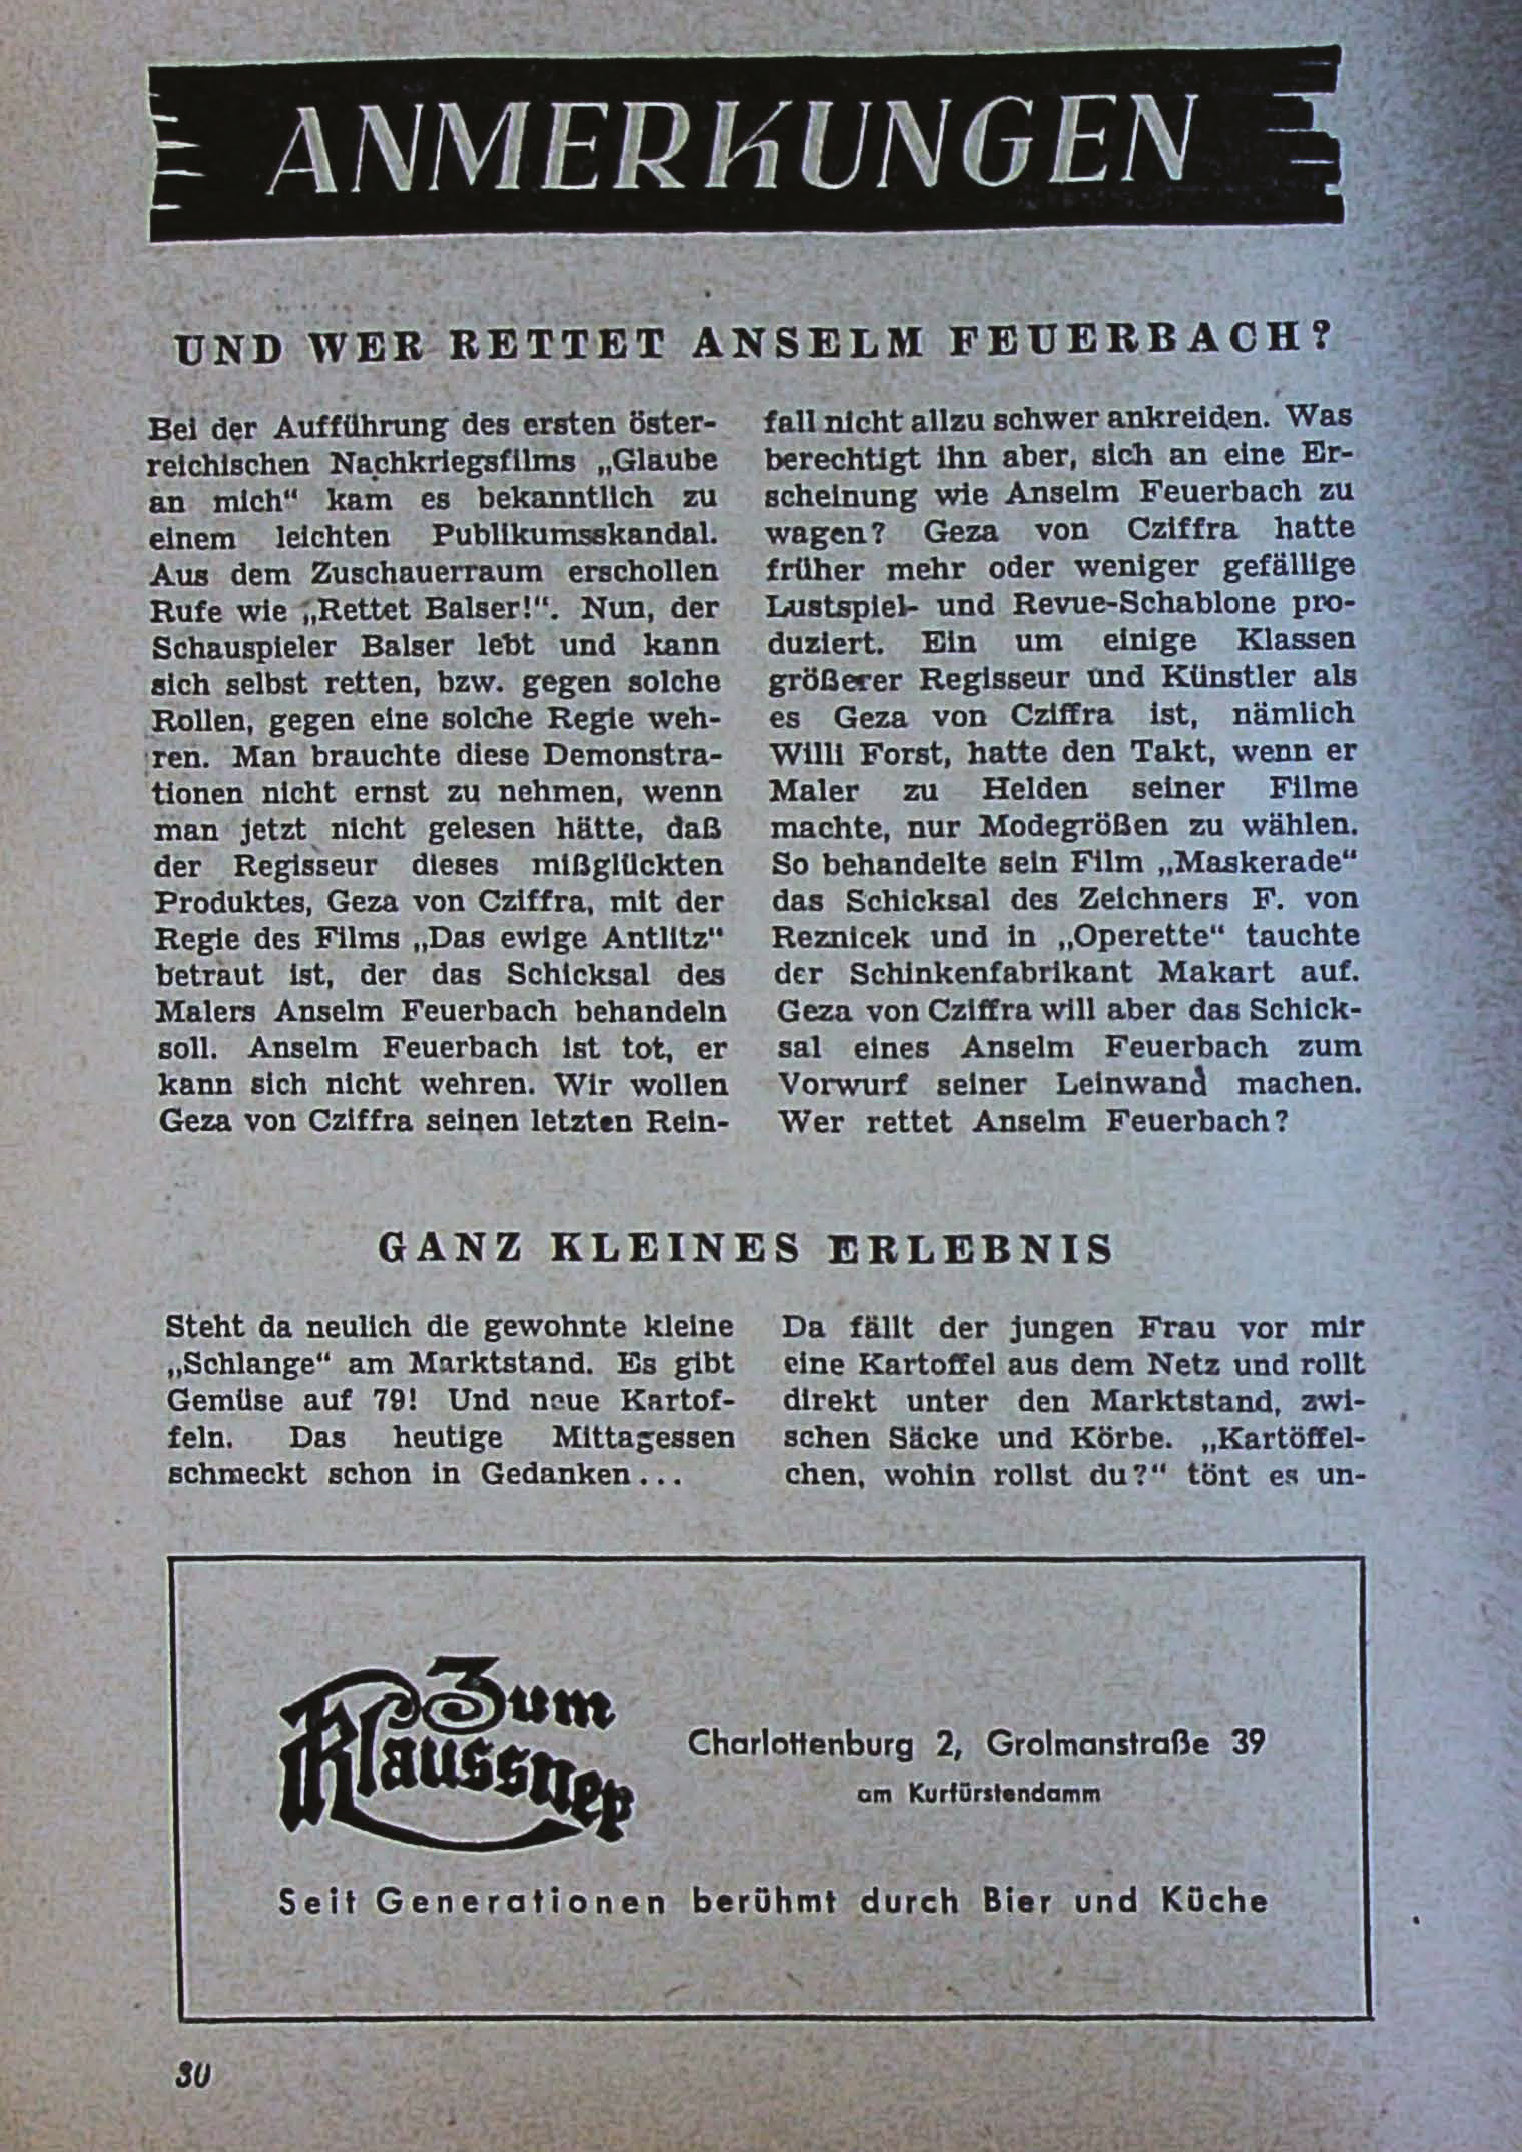 ANMERKUNGEN
UND WER RETTET ANSELM FEUERBACH?
Bei der Aufführung des ersten öster-
reichischen Nachkriegsfilms „Glaube
an mich“ kam es bekanntlich zu
einem leichten Publikumsskandal.
Aus dem Zuschauerraum erschollen
Rufe wie „Rettet Balser!“. Nun, der
Schauspieler Balser lebt und kann
sich selbst retten, bzw. gegen solche
Rollen, gegen eine solche Regie weh-
ren. Man brauchte diese Demonstra-
tionen nicht ernst zu nehmen, wenn
man jetzt nicht gelesen hätte, daß
der Regisseur dieses mißglückten
Produktes, Geza von Cziffra, mit der
Regie des Films „Das ewige Antlitz“
betraut ist, der das Schicksal des
Malers Anselm Feuerbach behandeln
soll. Anselm Feuerbach ist tot, er
kann sich nicht wehren. Wir wollen
Geza von Cziffra seinen letzten Rein-
fall nicht allzu schwer ankreiden. Was
berechtigt ihn aber, sich an eine Er-
scheinung wie Anselm Feuerbach zu
wagen? Geza von Cziffra hatte
früher mehr oder weniger gefällige
Lustspiel- und Revue-Schablone pro-
duziert. Ein um einige Klassen
größerer Regisseur und Künstler als
es Geza von Cziffra ist, nämlich
Willi Forst, hatte den Takt, wenn er
Maler zu Helden seiner Filme
machte, nur Modegrößen zu wählen.
So behandelte sein Film „Maskerade“
das Schicksal des Zeichners F. von
Reznicek und in „Operette“ tauchte
der Schinkenfabrikant Makart auf.
Geza von Cziffra will aber das Schick-
sal eines Anselm Feuerbach zum
Vorwurf seiner Leinwand machen.
Wer rettet Anselm Feuerbach?
GANZ KLEINES ERLEBNIS
Steht da neulich die gewohnte kleine
„Schlange“ am Marktstand. Es gibt
Gemüse auf 79! Und neue Kartof-
feln. Das heutige Mittagessen
schmeckt schon in Gedanken...
Da fällt der jungen Frau vor mir
eine Kartoffel aus dem Netz und rollt
direkt unter den Marktstand, zwi-
schen Säcke und Körbe. „Kartöffel-
chen, wohin rollst du?“ tönt es un-
Zum
Klaussner
Charlottenburg 2, Grolmanstraße 39
am Kurfürstendamm
Seit Generationen berühmt durch Bier und Küche
30